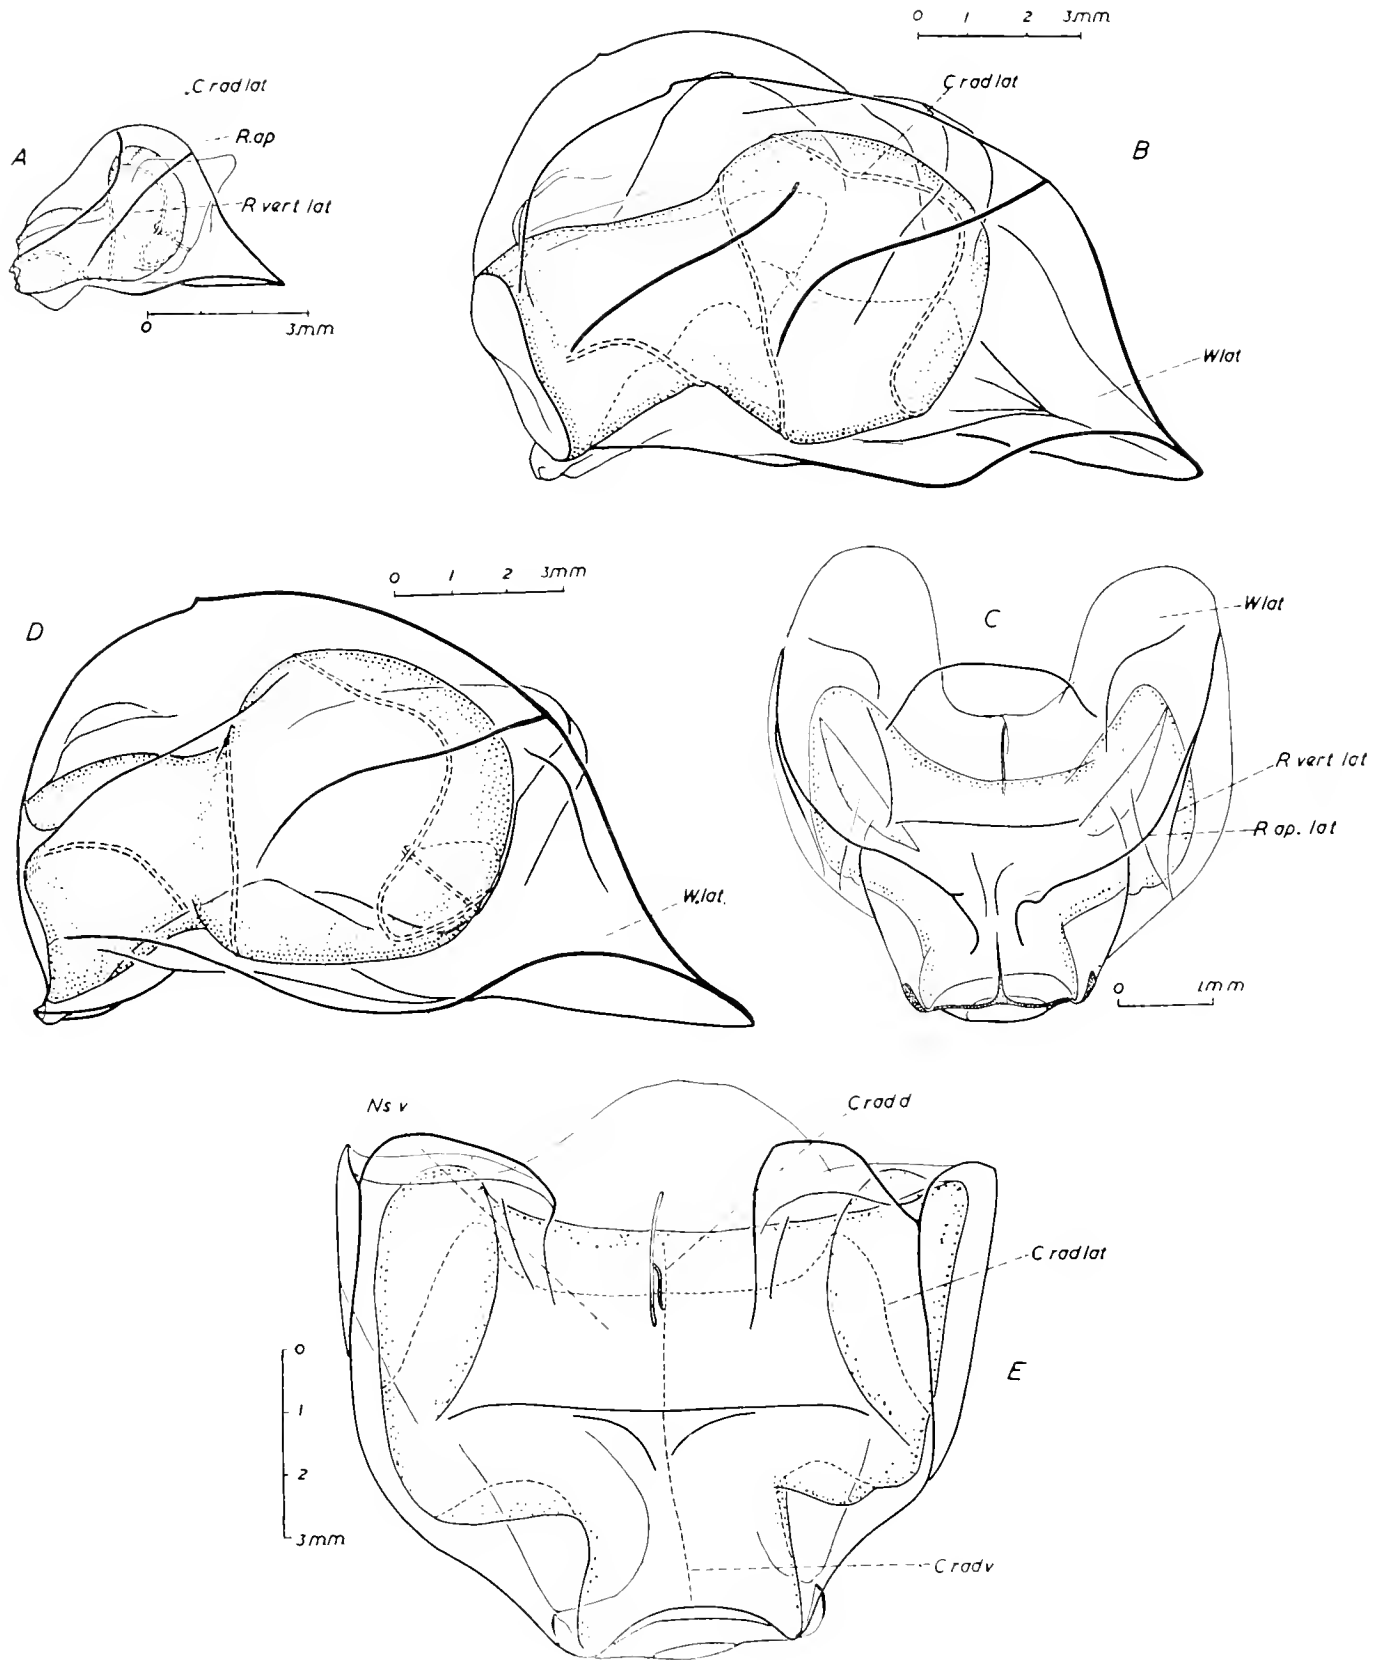 0 1 2 3mm
C rad lat
C rad lat
A
R.ap
B
R vert lat
0 3mm
W lat
0 1 2 3mm
D
C
W lat
R vert lat
R ap. lat
W.lat.
0 1mm
Ns v
C rad d
C rad lat
0
E
1
2
3mm
C rad v